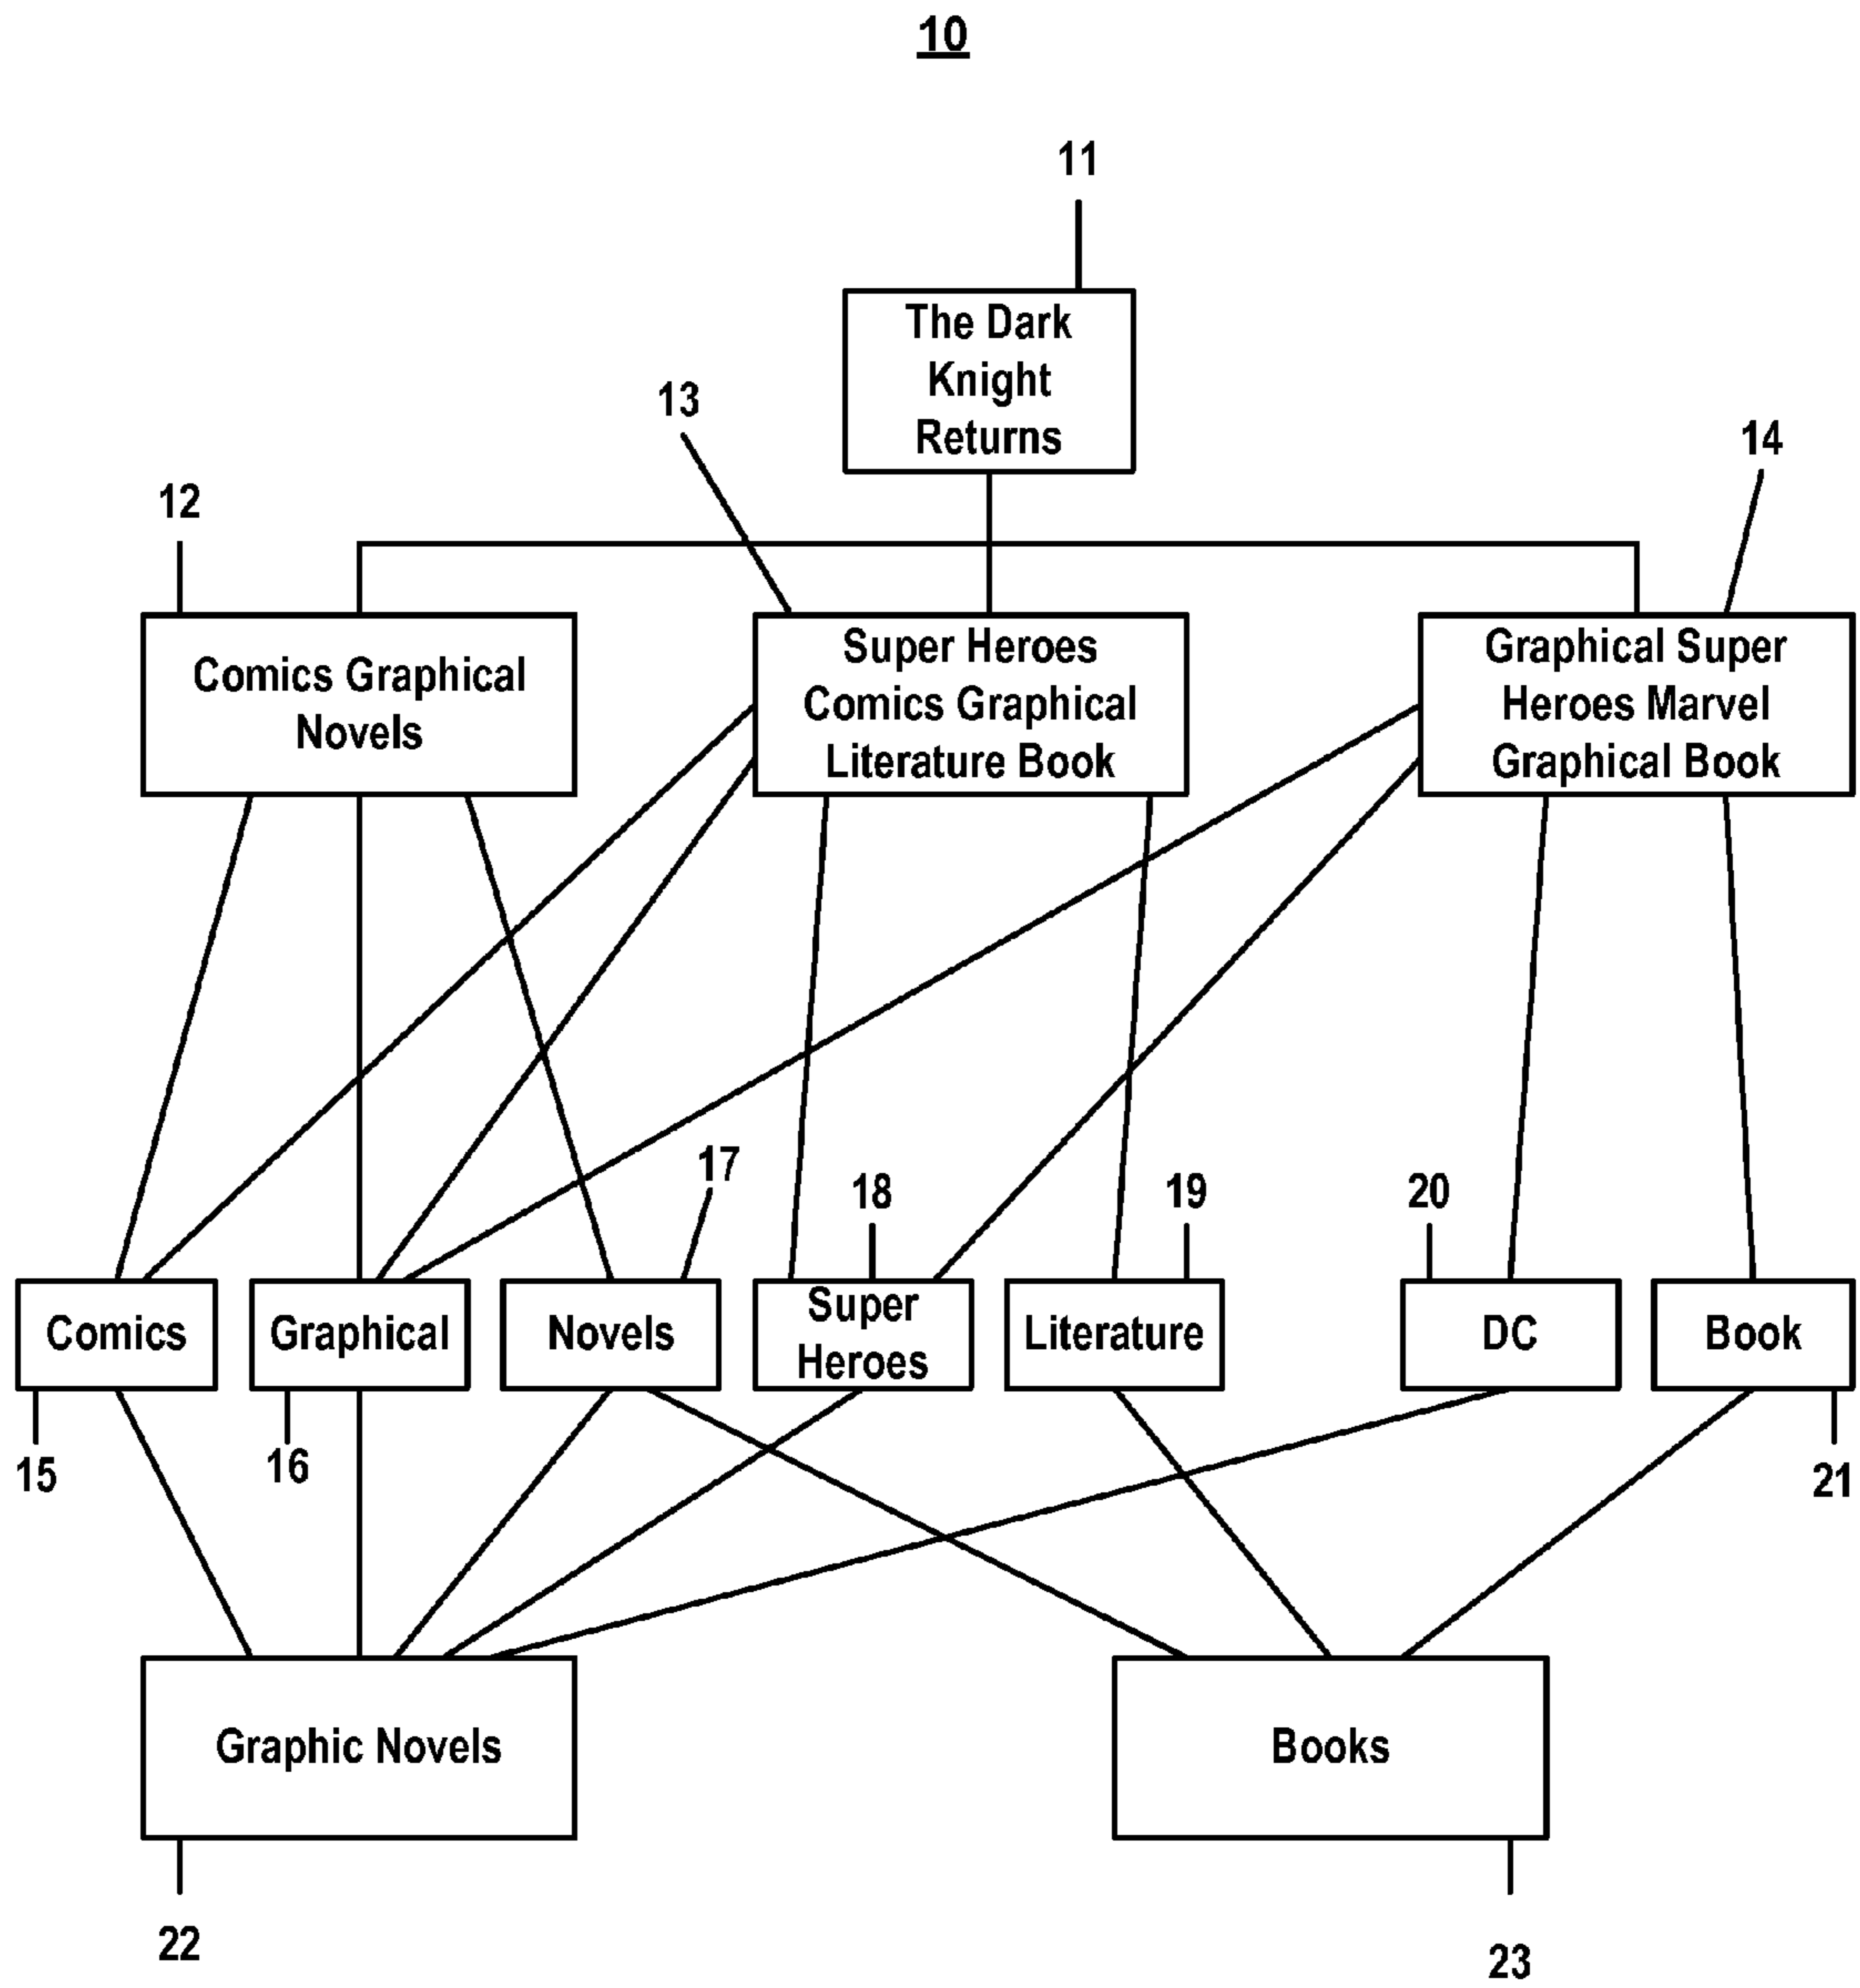 10
11
The Dark
Knight
Returns
13
14
12
Comics Graphical
Novels
Super Heroes
Comics Graphical
Literature Book
Graphical Super
Heroes Marvel
Graphical Book
17
18
19
20
Comics
Graphical
Novels
Super
Heroes
Literature
DC
Book
15
16
21
Graphic Novels
Books
22
23